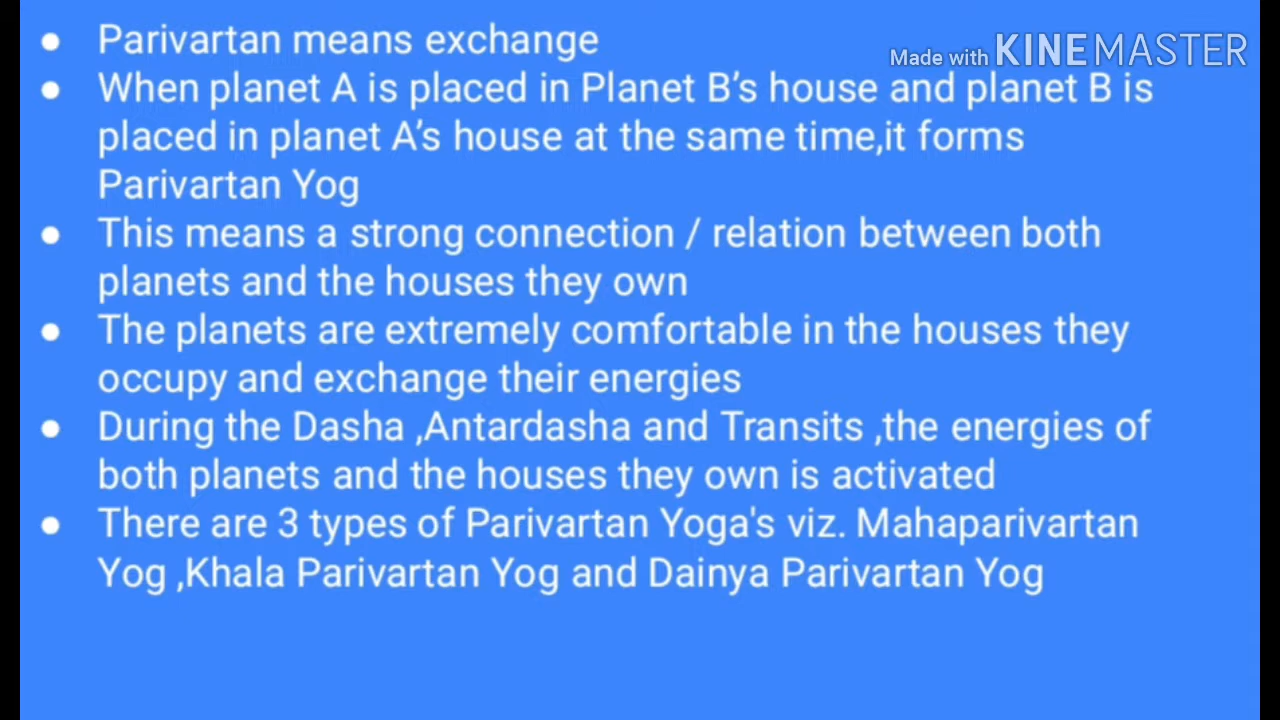 ● Parivartan means exchange
Made with KINEMASTER
● When planet A is placed in Planet B’s house and planet B is
placed in planet A’s house at the same time,it forms
Parivartan Yog
● This means a strong connection / relation between both
planets and the houses they own
● The planets are extremely comfortable in the houses they
occupy and exchange their energies
● During the Dasha ,Antardasha and Transits ,the energies of
both planets and the houses they own is activated
● There are 3 types of Parivartan Yoga's viz. Mahaparivartan
Yog ,Khala Parivartan Yog and Dainya Parivartan Yog